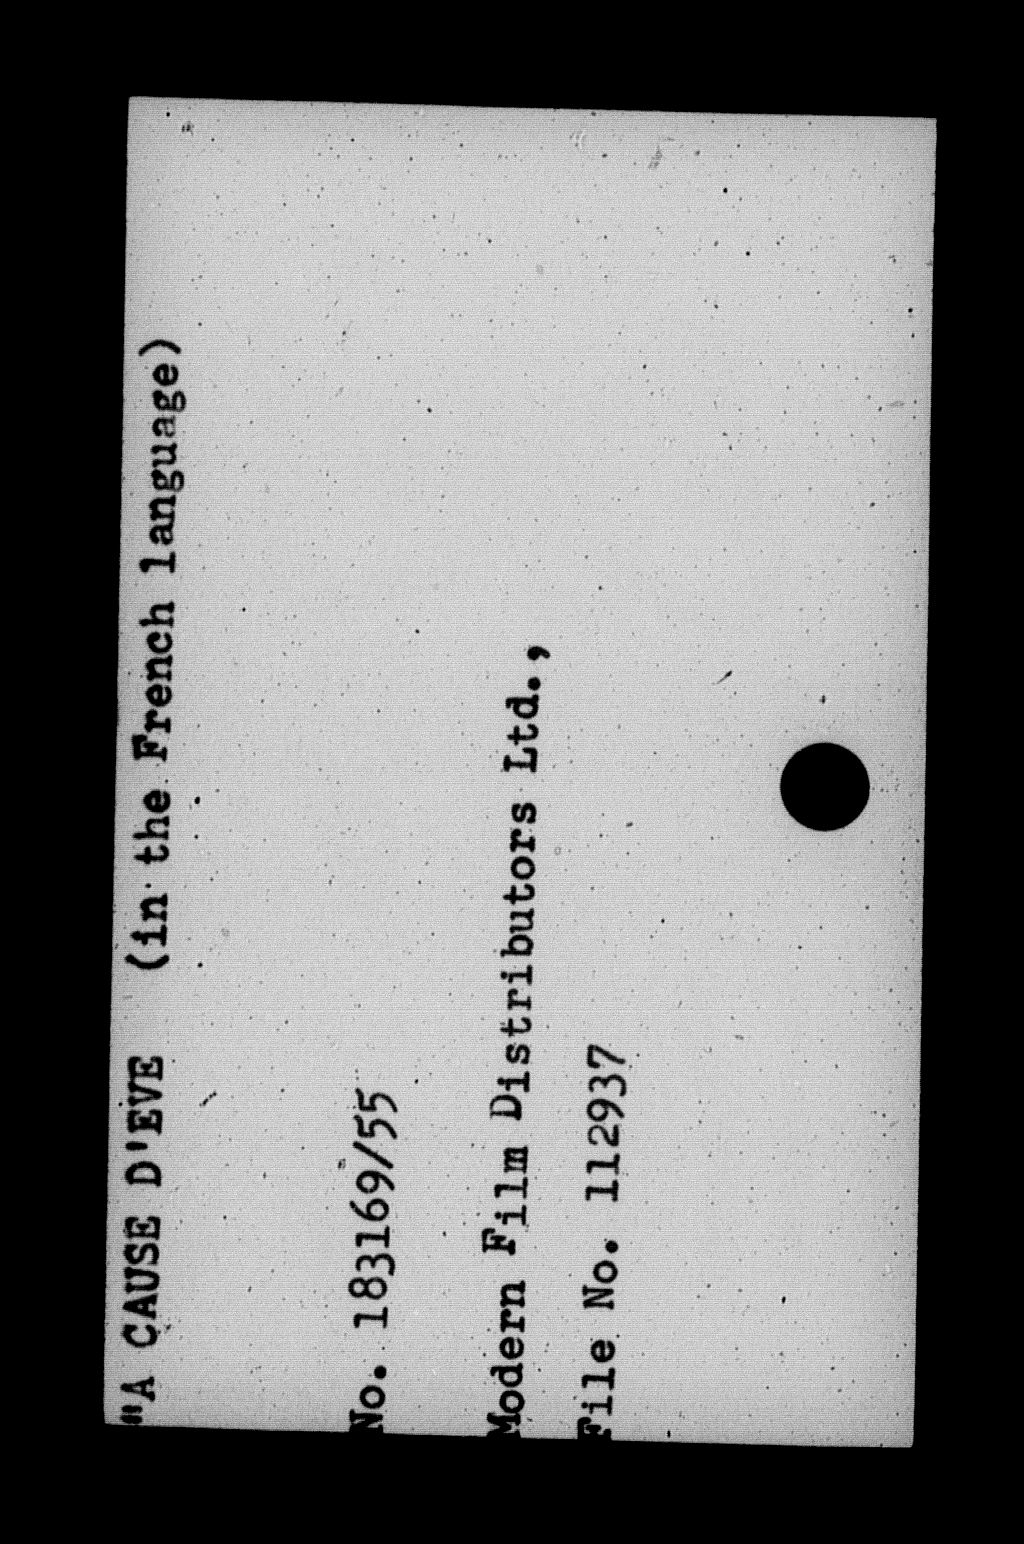 "A CAUSE D'EVE (in the French language)
No. 183169/55
Modern Film Distributors Ltd.,
File No. 112937